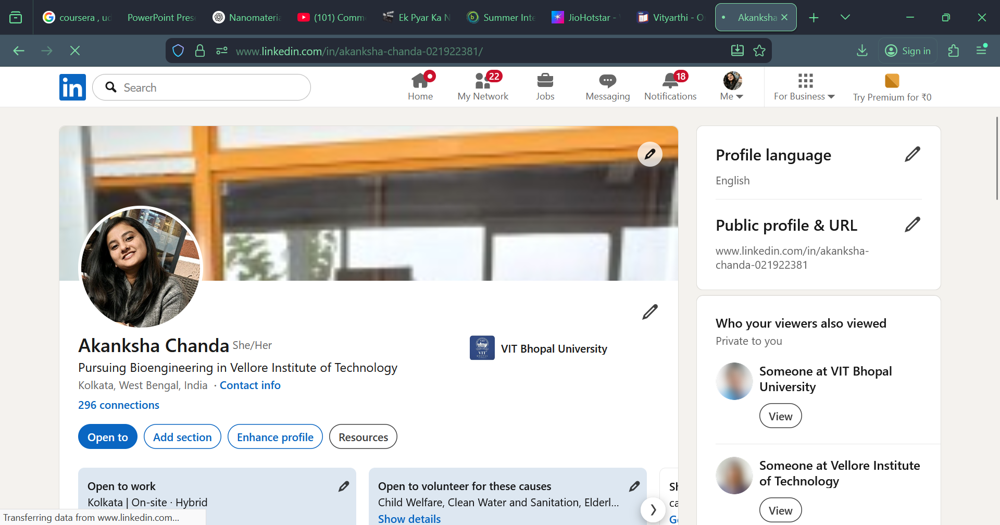 coursera , ud
PowerPoint Pres
Nanomateria
(101) Comm
Ek Pyar Ka N
Summer Inte
JioHotstar -
Vityarthi - O
Akanksha
www.linkedin.com/in/akanksha-chanda-021922381/
Sign in
in
Search
Home
22
My Network
Jobs
Messaging
18
Notifications
Me
For Business
Try Premium for ₹0
Akanksha Chanda She/Her
Pursuing Bioengineering in Vellore Institute of Technology
Kolkata, West Bengal, India · Contact info
296 connections
VIT Bhopal University
Open to
Add section
Enhance profile
Resources
Open to work
Kolkata | On-site · Hybrid
Open to volunteer for these causes
Child Welfare, Clean Water and Sanitation, Elderl...
Show details
Sh
ca
Ge
Profile language
English
Public profile & URL
www.linkedin.com/in/akanksha-
chanda-021922381
Who your viewers also viewed
Private to you
Someone at VIT Bhopal
University
View
Someone at Vellore Institute
of Technology
View
Transferring data from www.linkedin.com...